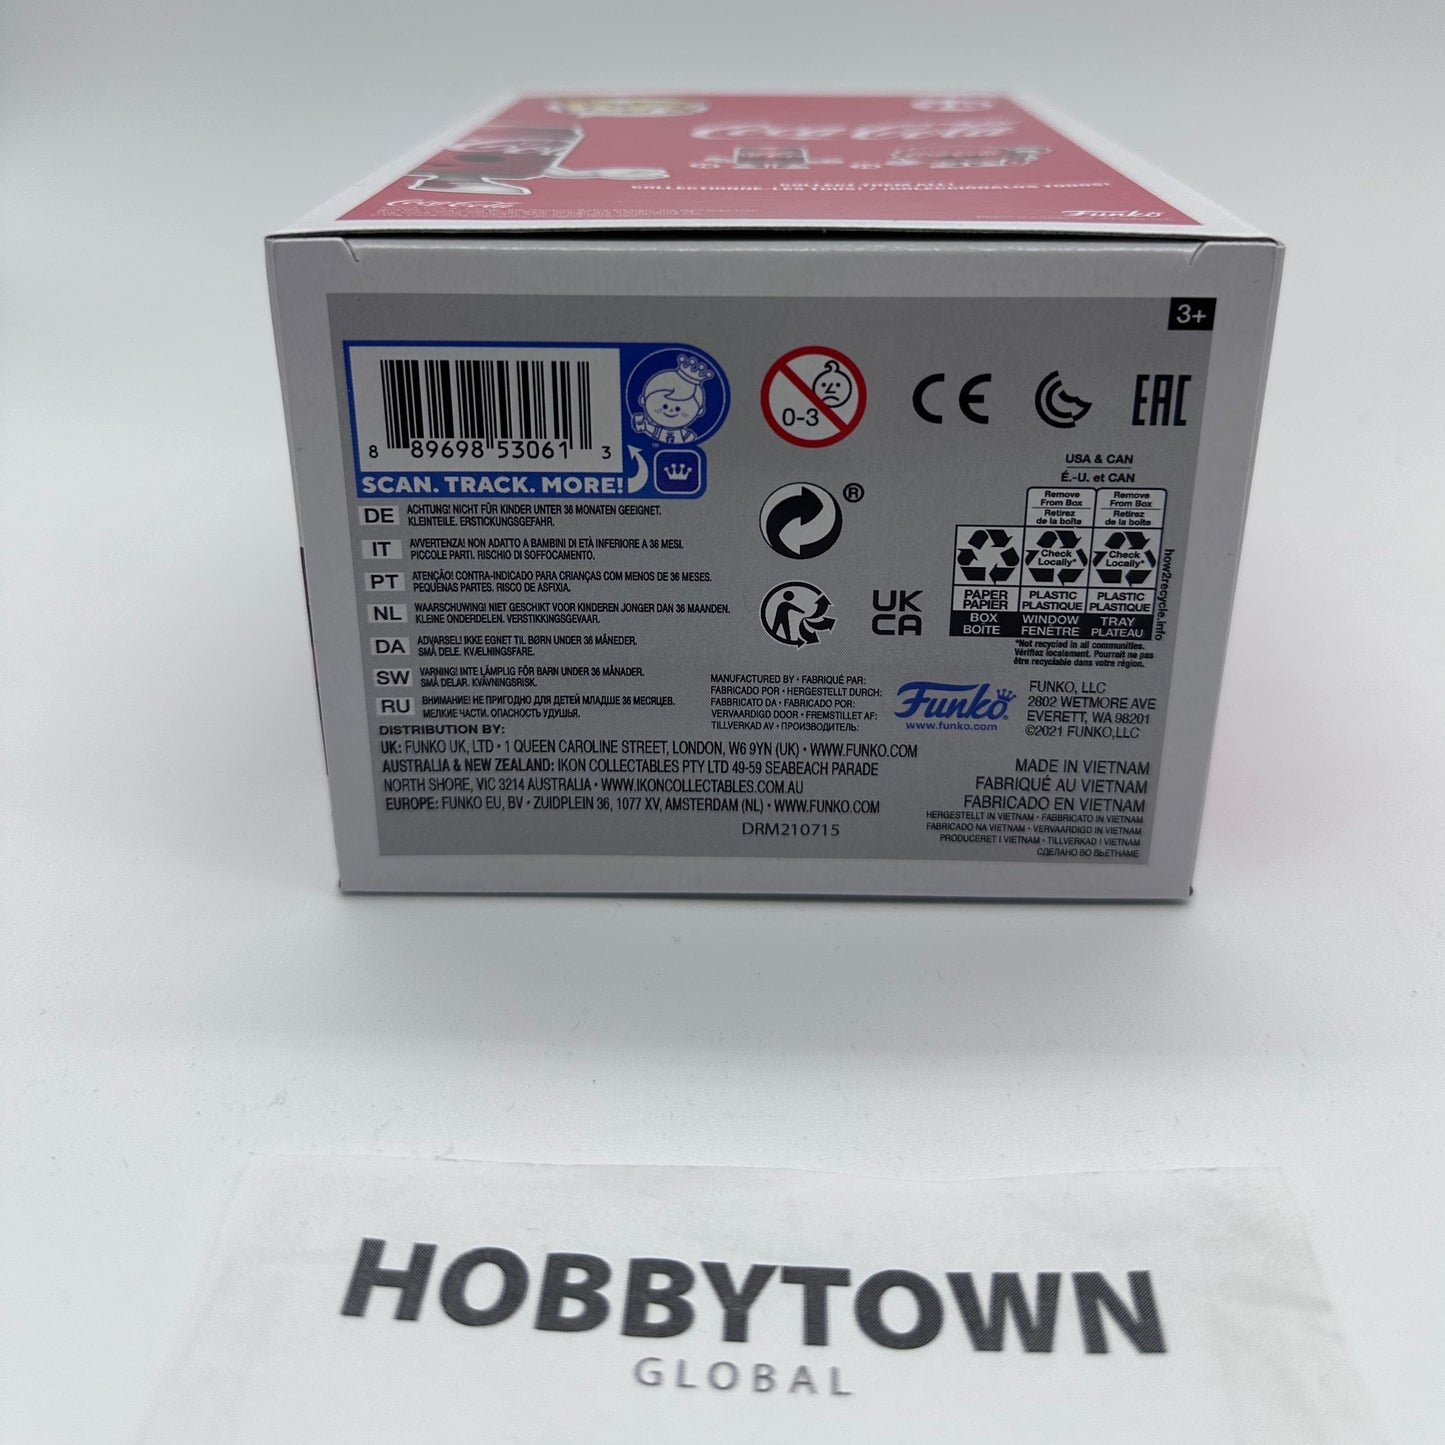 Coca-Cola
COLLECT THEM ALL!
COLLECTIONNE-LES TOUS! / ¡COLECCIÓNALOS TODOS!
Coca-Cola
Funko
3+
8 89698 53061 3
SCAN. TRACK. MORE!
0-3
CE
EAC
®
UK
CA
USA & CAN
É.-U. et CAN
Remove From Box
Retirez de la boîte
Remove From Box
Retirez de la boîte
Check Locally*
Check Locally*
PAPER
PAPIER
PLASTIC
PLASTIQUE
PLASTIC
PLASTIQUE
BOX
BOÎTE
WINDOW
FENÊTRE
TRAY
PLATEAU
how2recycle.info
*Not recycled in all communities.
Vérifiez localement. Pourrait ne pas
être recyclable dans votre région.
DE ACHTUNG! NICHT FÜR KINDER UNTER 36 MONATEN GEEIGNET.
KLEINTEILE. ERSTICKUNGSGEFAHR.
IT AVVERTENZA! NON ADATTO A BAMBINI DI ETÀ INFERIORE A 36 MESI.
PICCOLE PARTI. RISCHIO DI SOFFOCAMENTO.
PT ATENÇÃO! CONTRA-INDICADO PARA CRIANÇAS COM MENOS DE 36 MESES.
PEQUENAS PARTES. RISCO DE ASFIXIA.
NL WAARSCHUWING! NIET GESCHIKT VOOR KINDEREN JONGER DAN 36 MAANDEN.
KLEINE ONDERDELEN. VERSTIKKINGSGEVAAR.
DA ADVARSEL! IKKE EGNET TIL BØRN UNDER 36 MÅNEDER.
SMÅ DELE. KVÆLNINGSFARE.
SW VARNING! INTE LÄMPLIG FÖR BARN UNDER 36 MÅNADER.
SMÅ DELAR. KVÄVNINGSRISK.
RU ВНИМАНИЕ! НЕ ПРИГОДНО ДЛЯ ДЕТЕЙ МЛАДШЕ 36 МЕСЯЦЕВ.
МЕЛКИЕ ЧАСТИ. ОПАСНОСТЬ УДУШЬЯ.
MANUFACTURED BY • FABRIQUÉ PAR:
FABRICADO POR • HERGESTELLT DURCH:
FABBRICATO DA • FABRICADO POR:
VERVAARDIGD DOOR • FREMSTILLET AF:
TILLVERKAD AV • ПРОИЗВОДИТЕЛЬ:
Funko®
www.funko.com
FUNKO, LLC
2802 WETMORE AVE
EVERETT, WA 98201
©2021 FUNKO,LLC
DISTRIBUTION BY:
UK: FUNKO UK, LTD • 1 QUEEN CAROLINE STREET, LONDON, W6 9YN (UK) • WWW.FUNKO.COM
AUSTRALIA & NEW ZEALAND: IKON COLLECTABLES PTY LTD 49-59 SEABEACH PARADE
NORTH SHORE, VIC 3214 AUSTRALIA • WWW.IKONCOLLECTABLES.COM.AU
EUROPE: FUNKO EU, BV • ZUIDPLEIN 36, 1077 XV, AMSTERDAM (NL) • WWW.FUNKO.COM
DRM210715
MADE IN VIETNAM
FABRIQUÉ AU VIETNAM
FABRICADO EN VIETNAM
HERGESTELLT IN VIETNAM • FABBRICATO IN VIETNAM
FABRICADO NA VIETNAM • VERVAARDIGD IN VIETNAM
PRODUCERET I VIETNAM • TILLVERKAD I VIETNAM
СДЕЛАНО ВО ВЬЕТНАМЕ
HOBBYTOWN
GLOBAL